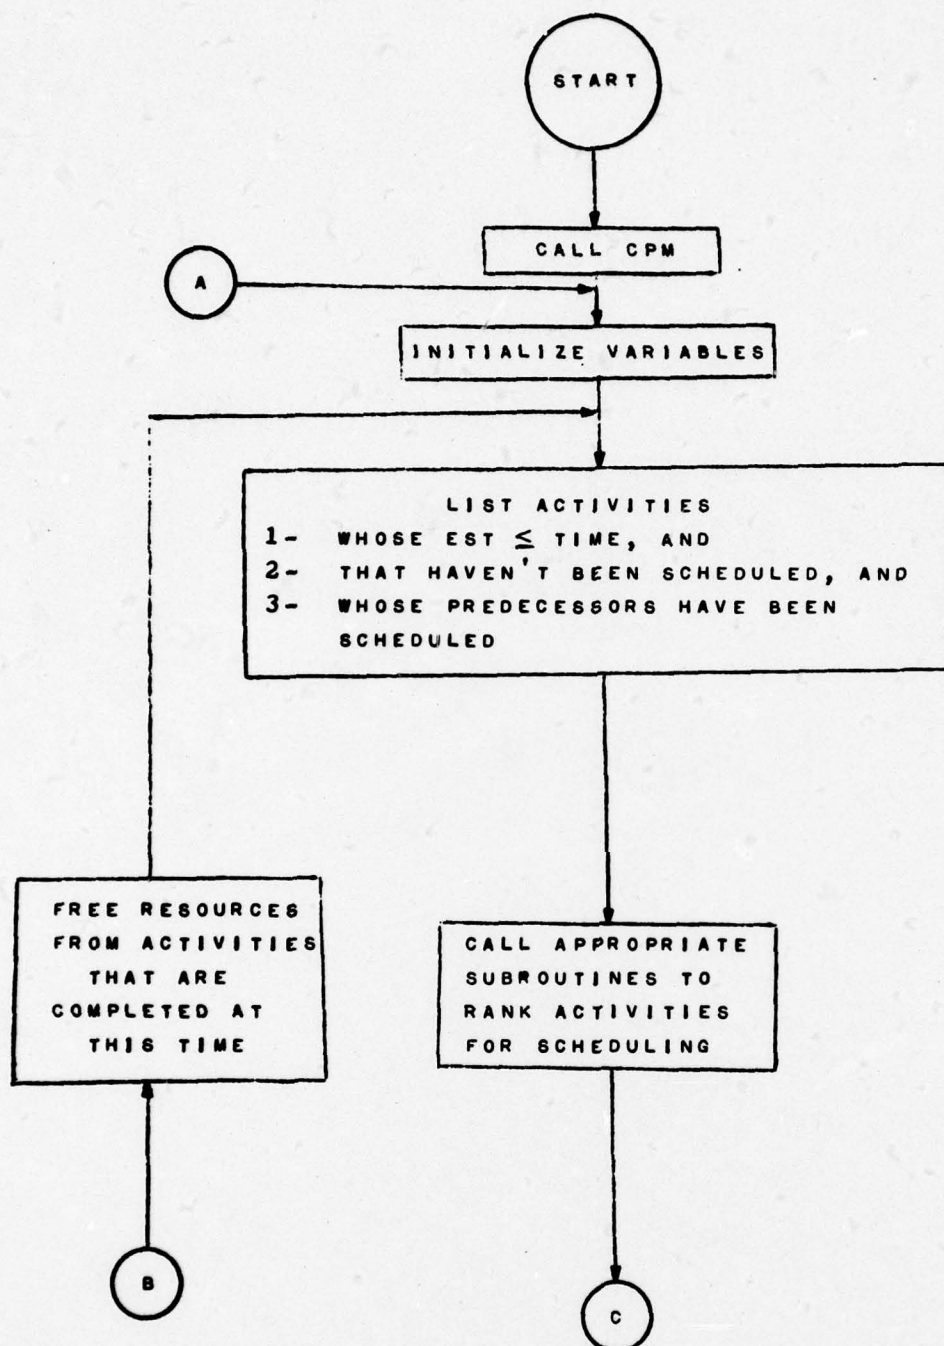 START
CALL CPM
A
INITIALIZE VARIABLES
LIST ACTIVITIES
1- WHOSE EST ≤ TIME, AND
2- THAT HAVEN'T BEEN SCHEDULED, AND
3- WHOSE PREDECESSORS HAVE BEEN
SCHEDULED
FREE RESOURCES
FROM ACTIVITIES
THAT ARE
COMPLETED AT
THIS TIME
CALL APPROPRIATE
SUBROUTINES TO
RANK ACTIVITIES
FOR SCHEDULING
B
C